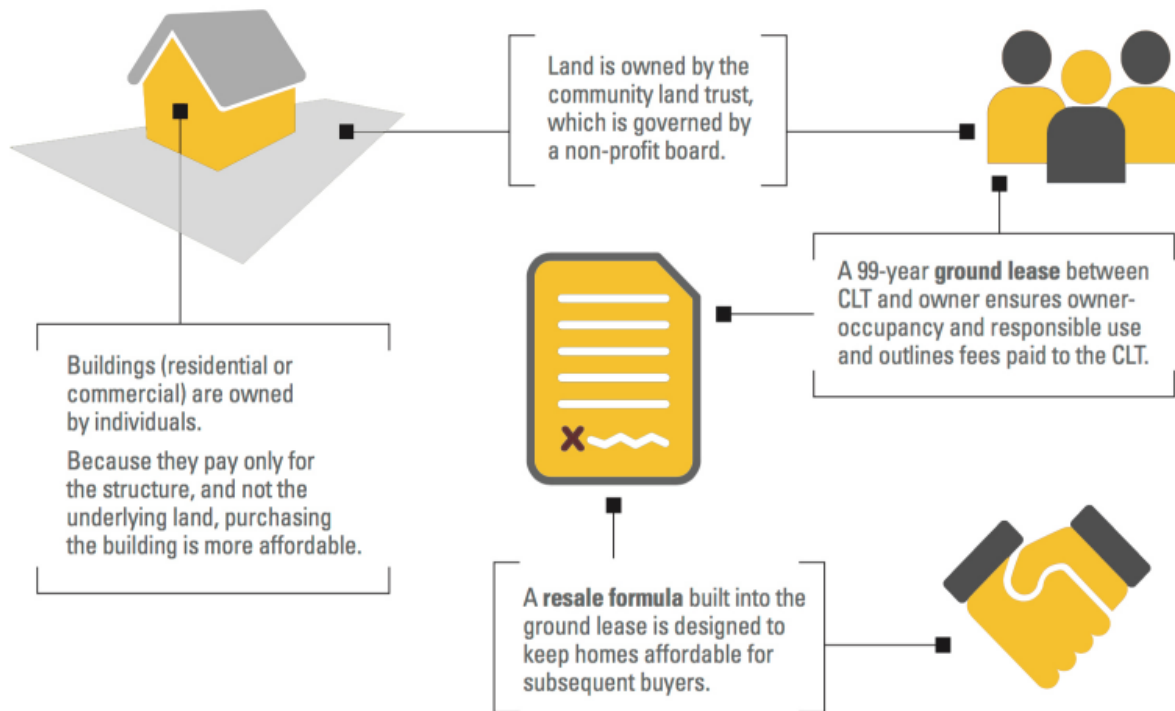 Land is owned by the
community land trust,
which is governed by
a non-profit board.
A 99-year ground lease between
CLT and owner ensures owner-
occupancy and responsible use
and outlines fees paid to the CLT.
Buildings (residential or
commercial) are owned
by individuals.
Because they pay only for
the structure, and not the
underlying land, purchasing
the building is more affordable.
A resale formula built into the
ground lease is designed to
keep homes affordable for
subsequent buyers.